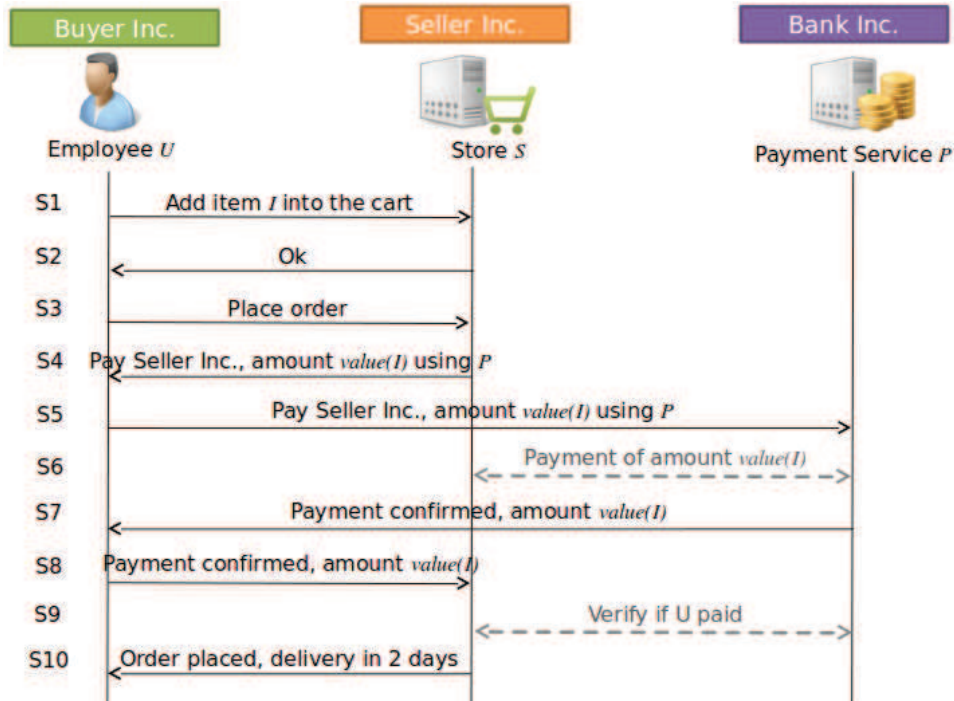 Buyer Inc. Seller Inc. Bank Inc.
Employee U Store S Payment Service P
S1 Add item I into the cart
S2 Ok
S3 Place order
S4 Pay Seller Inc., amount value(I) using P
S5 Pay Seller Inc., amount value(I) using P
S6 Payment of amount value(I)
S7 Payment confirmed, amount value(I)
S8 Payment confirmed, amount value(I)
S9 Verify if U paid
S10 Order placed, delivery in 2 days